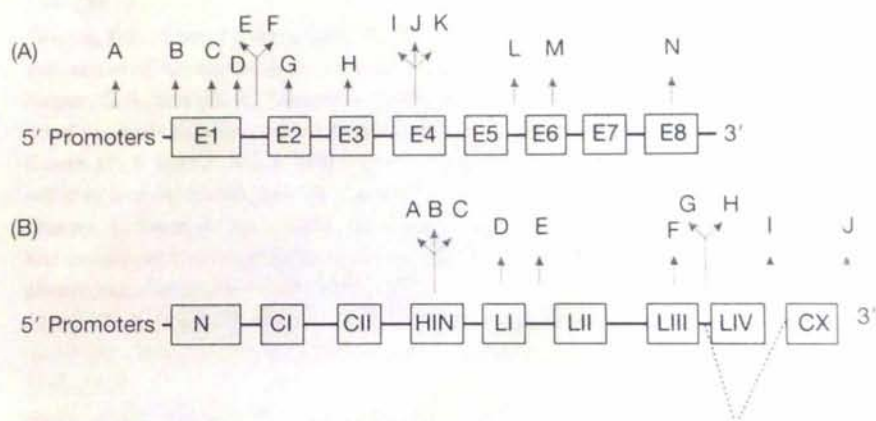 (A) A B C D E F G H I J K L M N
5′ Promoters E1 E2 E3 E4 E5 E6 E7 E8 3′
(B) A B C D E F G H I J
5′ Promoters N CI CII HIN LI LII LIII LIV CX 3′